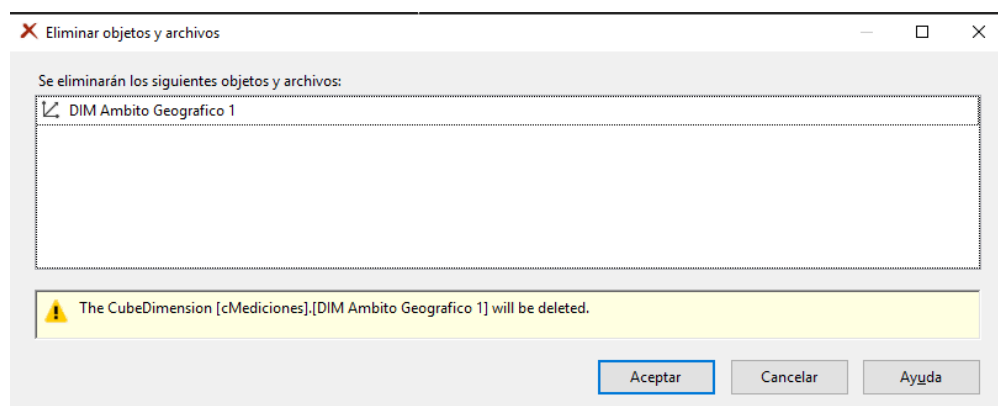 Eliminar objetos y archivos
Se eliminarán los siguientes objetos y archivos:
DIM Ambito Geografico 1
The CubeDimension [cMediciones].[DIM Ambito Geografico 1] will be deleted.
Aceptar
Cancelar
Ayuda